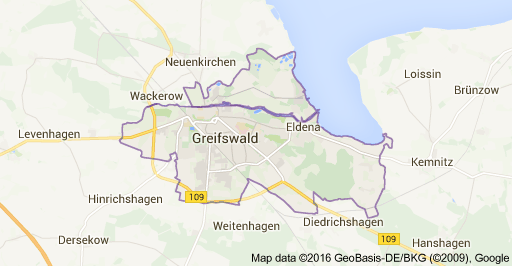 Neuenkirchen
Loissin
Brünzow
Wackerow
Levenhagen
Greifswald
Eldena
Kemnitz
Hinrichshagen
109
Weitenhagen
Diedrichshagen
Dersekow
109
Hanshagen
Map data ©2016 GeoBasis-DE/BKG (©2009), Google